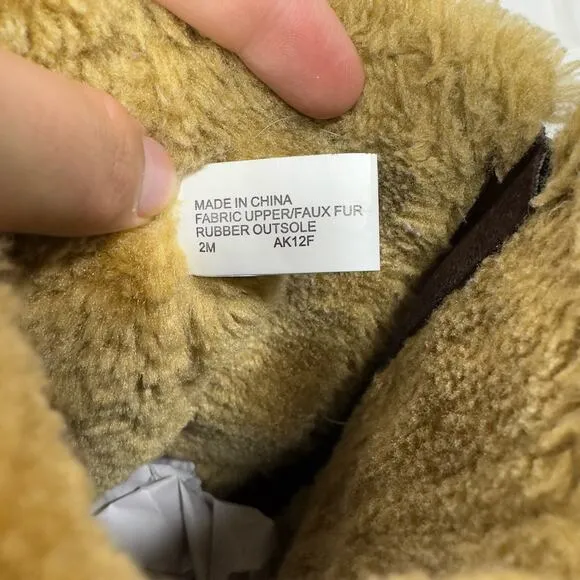 MADE IN CHINA
FABRIC UPPER/FAUX FUR
RUBBER OUTSOLE
2M AK12F